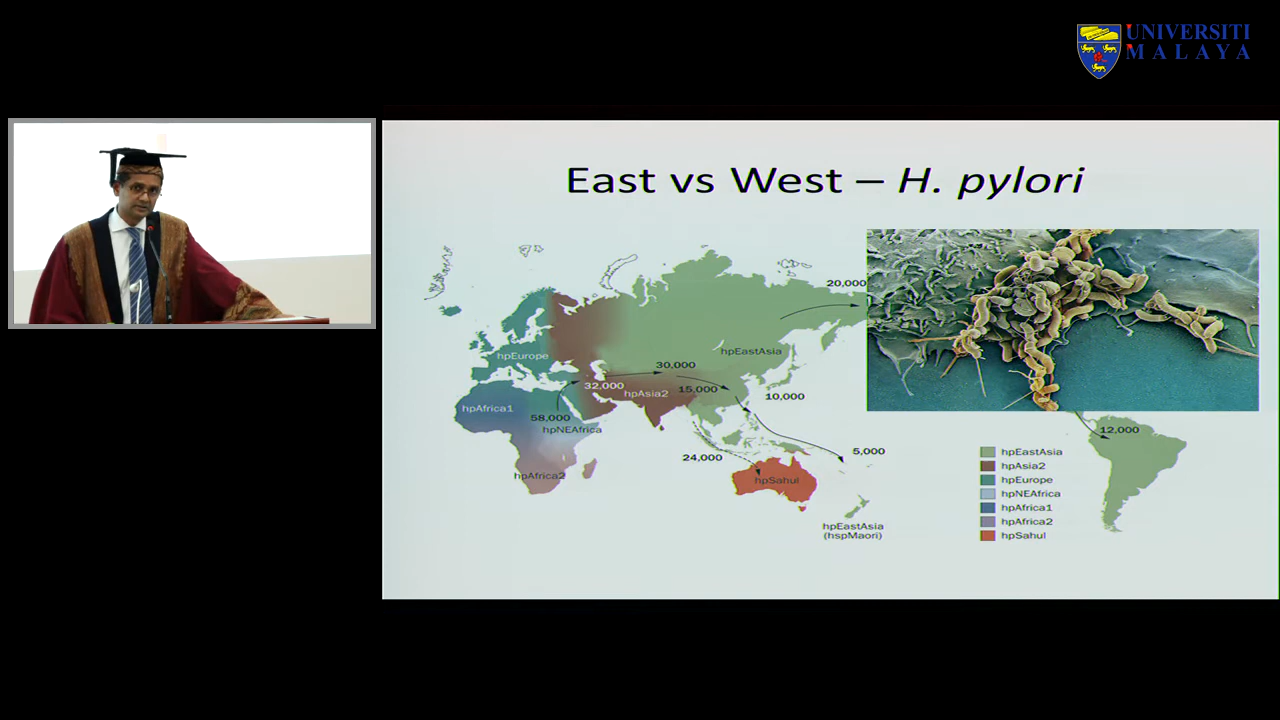 UNIVERSITI
MALAYA
East vs West – H. pylori
20,000
hpEurope
hpEastAsia
30,000
32,000
15,000
hpAsia2
10,000
hpAfrica1
58,000
hpNEAfrica
12,000
24,000
5,000
hpAfrica2
hpSahul
hpEastAsia
(hspMaori)
hpEastAsia
hpAsia2
hpEurope
hpNEAfrica
hpAfrica1
hpAfrica2
hpSahul